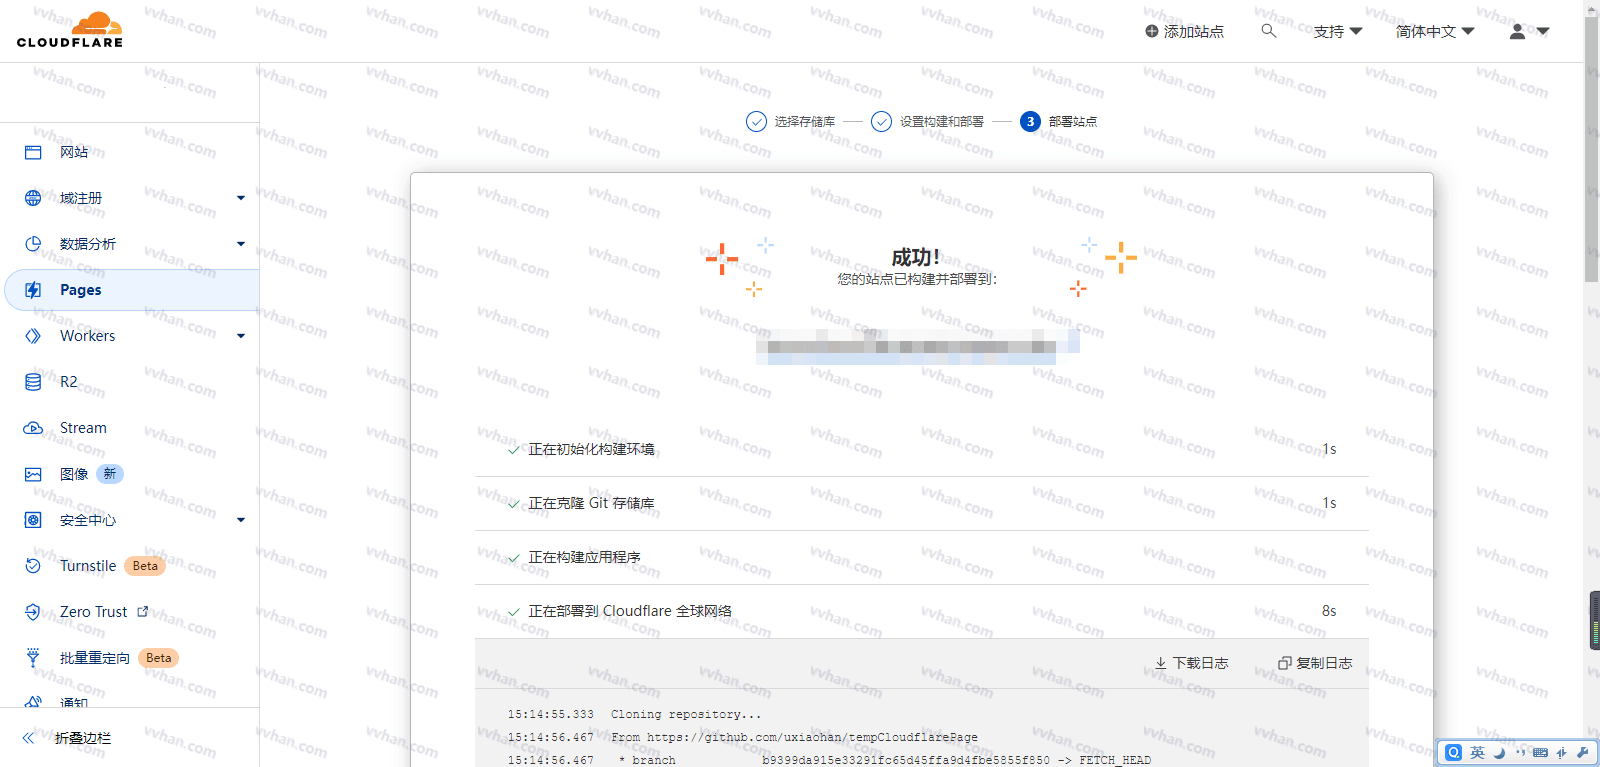 CLOUDFLARE
添加站点
支持
简体中文
选择存储库
设置构建和部署
3 部署站点
网站
域注册
数据分析
Pages
Workers
R2
Stream
图像 新
安全中心
Turnstile Beta
Zero Trust
批量重定向 Beta
通知
折叠边栏
成功！
您的站点已构建并部署到：
正在初始化构建环境 1s
正在克隆 Git 存储库 1s
正在构建应用程序
正在部署到 Cloudflare 全球网络 8s
下载日志 复制日志
15:14:55.333 Cloning repository...
15:14:56.467 From https://github.com/uxiaohan/tempCloudflarePage
15:14:56.467 * branch b9399da915e33291fc65d45ffa9d4fbe5855f850 -> FETCH_HEAD
英
vvhan.com